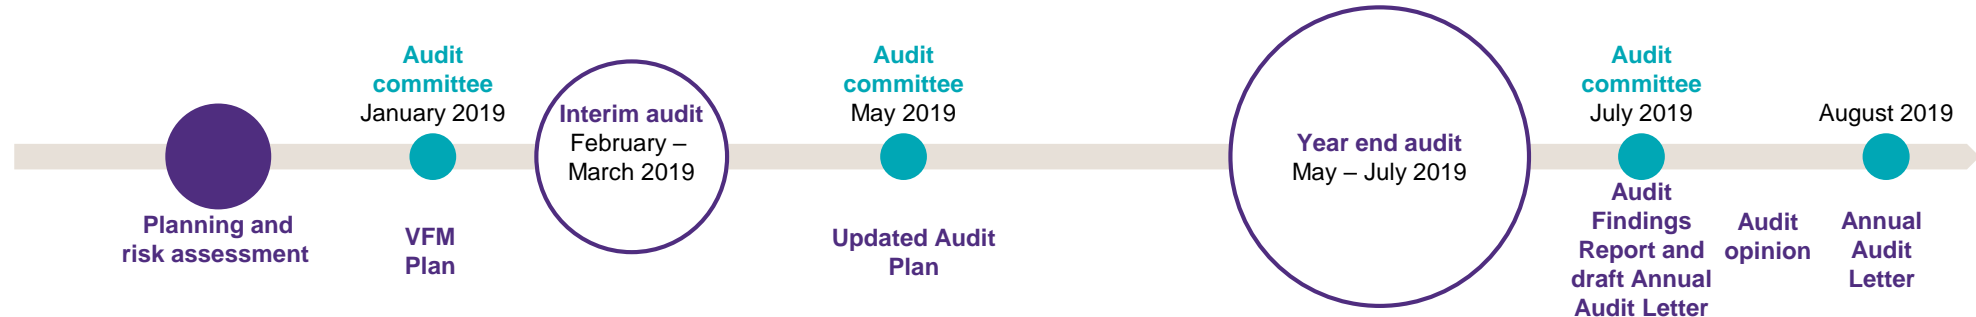 Planning and
risk assessment
Audit
committee
January 2019
VFM
Plan
Interim audit
February –
March 2019
Audit
committee
May 2019
Updated Audit
Plan
Year end audit
May – July 2019
Audit
committee
July 2019
Audit
Findings
Report and
draft Annual
Audit Letter
Audit
opinion
August 2019
Annual
Audit
Letter